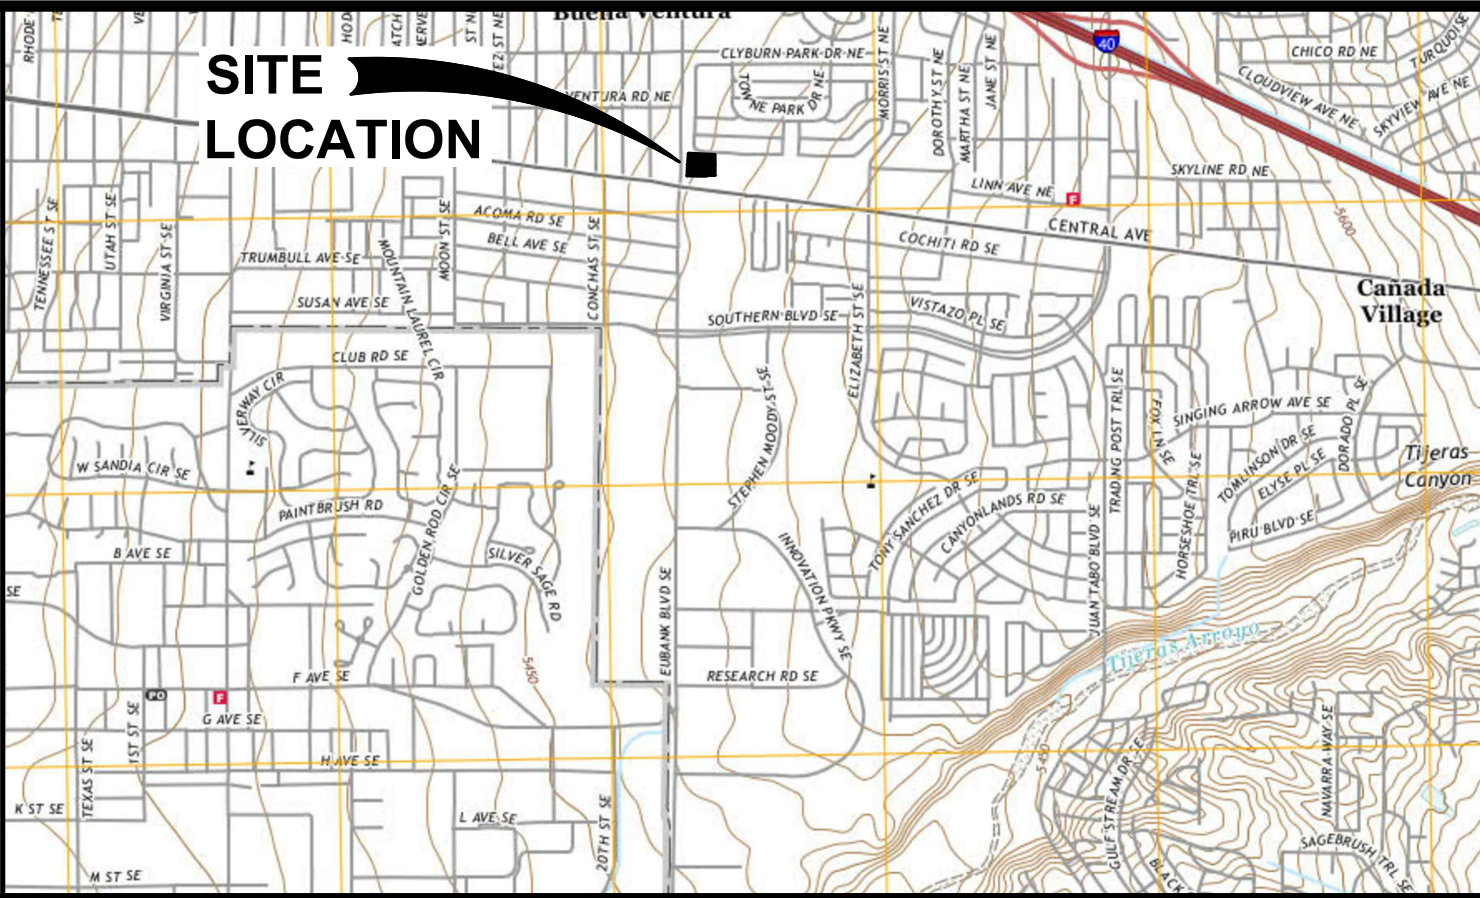 Buena Ventura
RHODE
HOD
CLYBURN PARK DR NE
MORRIS ST NE
DOROTHY ST NE
MARTHA ST NE
JANE ST NE
40
CHICO RD NE
TURQUOISE
SITE
LOCATION
VENTURA RD NE
TOWNE PARK DR NE
CLOUDVIEW AVE NE
SKYVIEW AVE NE
SKYLINE RD NE
LINN AVE NE
F
5600
TENNESSEE ST SE
UTAH ST SE
VIRGINIA ST SE
ACOMA RD SE
BELL AVE SE
MOON ST SE
CONCHAS ST SE
CENTRAL AVE
COCHITI RD SE
TRUMBULL AVE SE
MOUNTAIN LAUREL CIR
SUSAN AVE SE
SOUTHERN BLVD SE
VISTAZO PL SE
Cañada
Village
ELIZABETH ST SE
CLUB RD SE
SILVERWAY CIR
STEPHEN MOODY ST SE
TRADING POST TRL SE
FOX LN SE
SINGING ARROW AVE SE
DORADO PL SE
TOMLINSON DR SE
ELYSE PL SE
Tijeras
Canyon
W SANDIA CIR SE
PAINTBRUSH RD
GOLDEN ROD CIR SE
TONY SANCHEZ DR SE
CANYONLANDS RD SE
HORSESHOE TRL SE
PIRU BLVD SE
B AVE SE
SILVER SAGE RD
INNOVATION PKWY SE
JUAN TABO BLVD SE
SE
EUBANK BLVD SE
Tijeras Arroyo
5450
F AVE SE
RESEARCH RD SE
PO
F
1ST ST SE
G AVE SE
TEXAS ST SE
H AVE SE
5450
GULF STREAM DR SE
NAVARRA WAY SE
K ST SE
L AVE SE
20TH ST SE
SAGEBRUSH TRL SE
M ST SE
BLACK